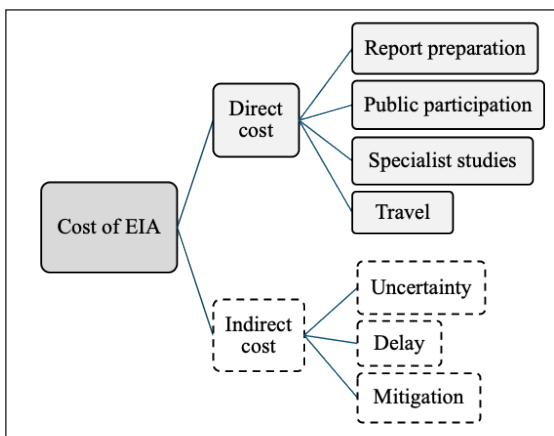 Cost of EIA
Direct
cost
Report preparation
Public participation
Specialist studies
Travel
Indirect
cost
Uncertainty
Delay
Mitigation